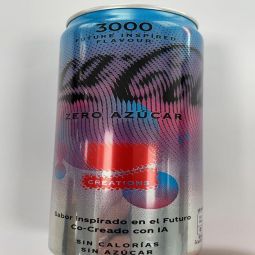 3000
FUTURE INSPIRED
FLAVOUR
Coca-Cola
ZERO AZÚCAR
CREATIONS
Sabor Inspirado en el Futuro
Co-Creado con IA
SIN CALORÍAS
SIN AZÚCAR